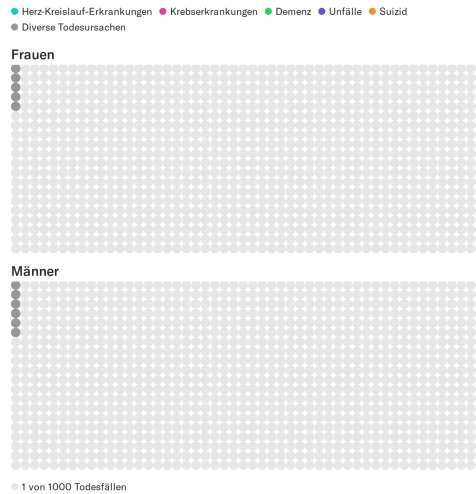 Herz-Kreislauf-Erkrankungen Krebserkrankungen Demenz Unfälle Suizid
Diverse Todesursachen
Frauen
Männer
1 von 1000 Todesfällen